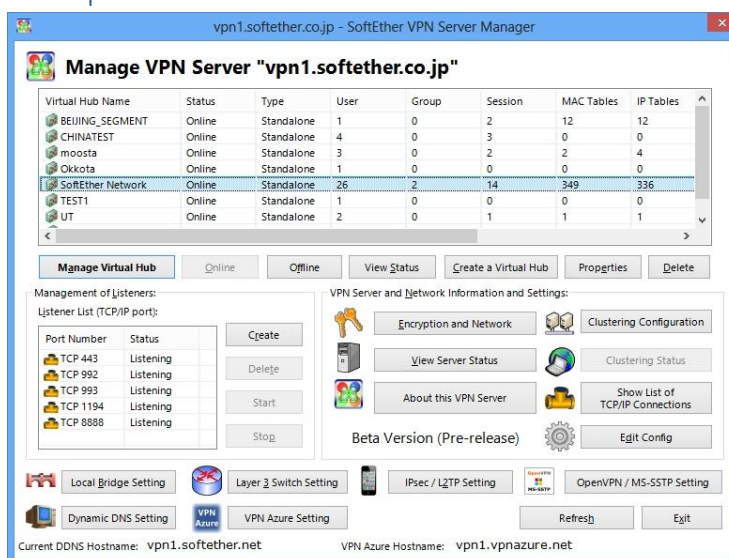 vpn1.softether.co.jp - SoftEther VPN Server Manager
Manage VPN Server "vpn1.softether.co.jp"
Virtual Hub Name Status Type User Group Session MAC Tables IP Tables
BEIJING_SEGMENT Online Standalone 1 0 2 12 12
CHINATEST Online Standalone 4 0 3 0 0
moosta Online Standalone 3 0 2 2 4
Okkota Online Standalone 1 0 0 0 0
SoftEther Network Online Standalone 26 2 14 349 336
TEST1 Online Standalone 1 0 0 0 0
UT Online Standalone 2 0 1 1 1
Manage Virtual Hub Online Offline View Status Create a Virtual Hub Properties Delete
Management of Listeners: VPN Server and Network Information and Settings:
Listener List (TCP/IP port):
Port Number Status
TCP 443 Listening
TCP 992 Listening
TCP 993 Listening
TCP 1194 Listening
TCP 8888 Listening
Create
Delete
Start
Stop
Encryption and Network Clustering Configuration
View Server Status Clustering Status
About this VPN Server Show List of
TCP/IP Connections
Beta Version (Pre-release) Edit Config
Local Bridge Setting Layer 3 Switch Setting IPsec / L2TP Setting OpenVPN
MS-SSTP OpenVPN / MS-SSTP Setting
Dynamic DNS Setting VPN
Azure VPN Azure Setting Refresh Exit
Current DDNS Hostname: vpn1.softether.net VPN Azure Hostname: vpn1.vpnazure.net